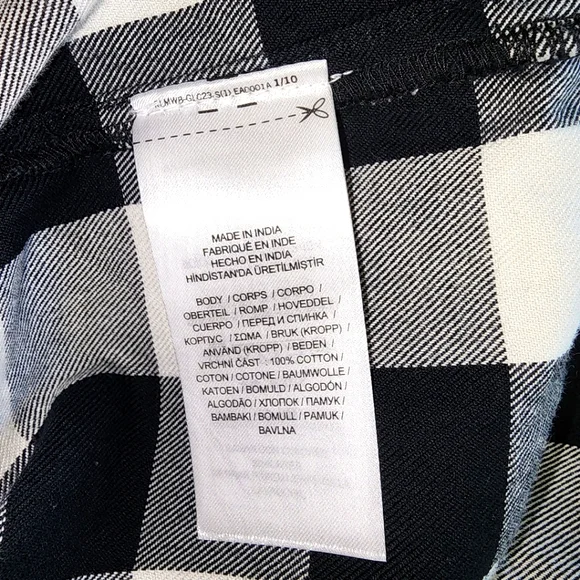 GLMWB-GLC23-S(1) EA0001A 1/10
MADE IN INDIA
FABRIQUÉ EN INDE
HECHO EN INDIA
HİNDİSTAN'DA ÜRETİLMİŞTİR
BODY / CORPS / CORPO /
OBERTEIL / ROMP / HOVEDDEL /
CUERPO / ПЕРЕД И СПИНКА /
КОРПУС / ΣΩΜΑ / BRUK (KROPP) /
ANVÄND (KROPP) / BEDEN /
VRCHNÍ ČÁST : 100% COTTON /
COTON / COTONE / BAUMWOLLE /
KATOEN / BOMULD / ALGODÓN /
ALGODÃO / ХЛОПОК / ПАМУК /
BAMBAKI / BOMULL / PAMUK /
BAVLNA